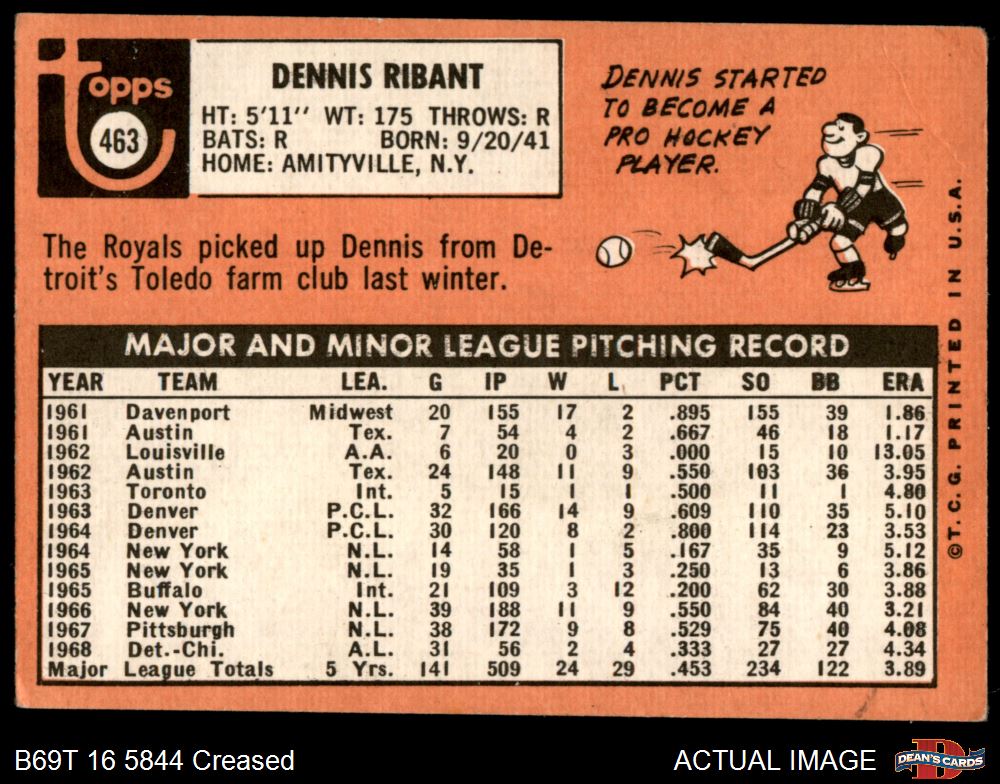 Topps
463
DENNIS RIBANT
HT: 5'11" WT: 175 THROWS: R
BATS: R BORN: 9/20/41
HOME: AMITYVILLE, N.Y.
DENNIS STARTED
TO BECOME A
PRO HOCKEY
PLAYER.
The Royals picked up Dennis from De-
troit's Toledo farm club last winter.
MAJOR AND MINOR LEAGUE PITCHING RECORD
YEAR TEAM LEA. G IP W L PCT SO BB ERA
1961 Davenport Midwest 20 155 17 2 .895 155 39 1.86
1961 Austin Tex. 7 54 4 2 .667 46 18 1.17
1962 Louisville A.A. 6 20 0 3 .000 15 10 13.05
1962 Austin Tex. 24 148 11 9 .550 103 36 3.95
1963 Toronto Int. 5 15 1 1 .500 11 1 4.80
1963 Denver P.C.L. 32 166 14 9 .609 110 35 5.10
1964 Denver P.C.L. 30 120 8 2 .800 114 23 3.53
1964 New York N.L. 14 58 1 5 .167 35 9 5.12
1965 New York N.L. 19 35 1 3 .250 13 6 3.86
1965 Buffalo Int. 21 109 3 12 .200 62 30 3.88
1966 New York N.L. 39 188 11 9 .550 84 40 3.21
1967 Pittsburgh N.L. 38 172 9 8 .529 75 40 4.08
1968 Det.-Chi. A.L. 31 56 2 4 .333 27 27 4.34
Major League Totals 5 Yrs. 141 509 24 29 .453 234 122 3.89
©T.C.G. PRINTED IN U.S.A.
B69T 16 5844 Creased
ACTUAL IMAGE
DEAN'S CARDS